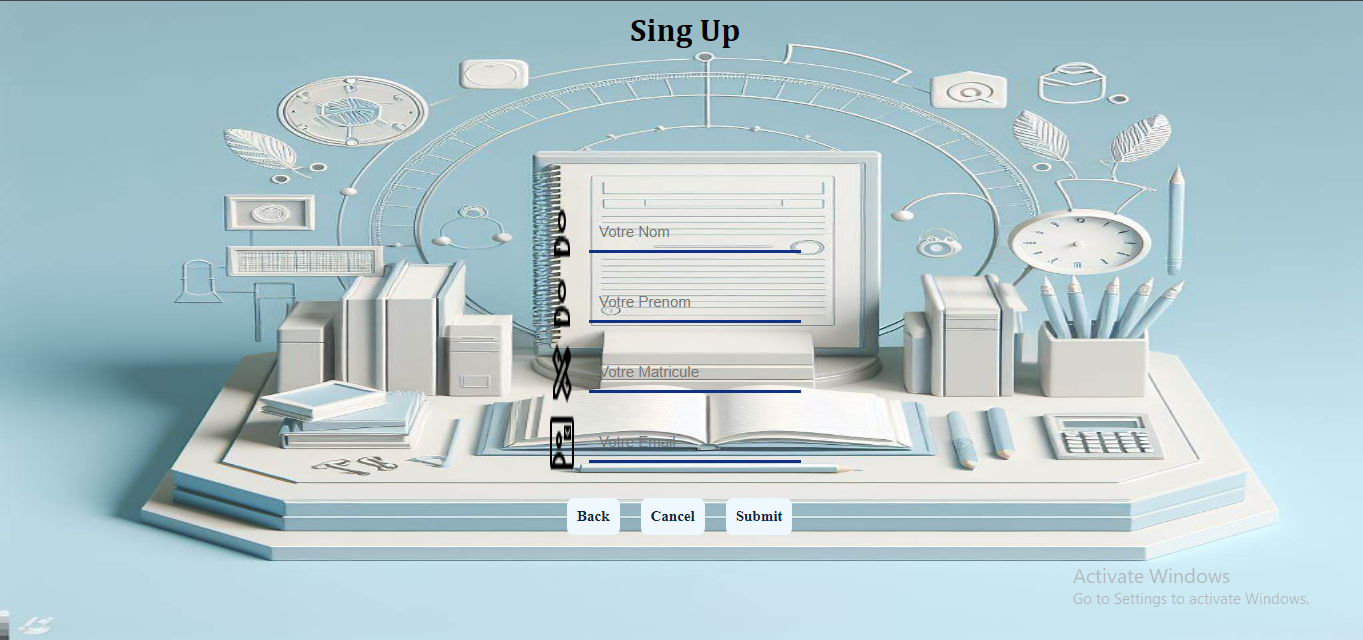 Sing Up
Votre Nom
Votre Prenom
Votre Matricule
Votre Email
Back
Cancel
Submit
Activate Windows
Go to Settings to activate Windows.